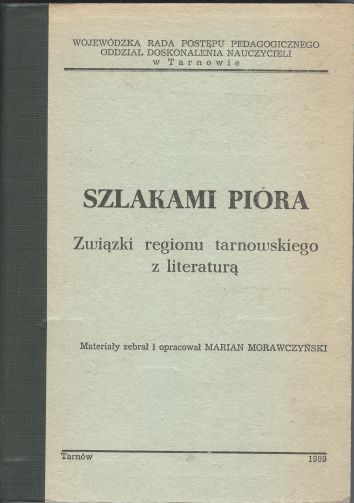 WOJEWÓDZKA RADA POSTĘPU PEDAGOGICZNEGO
ODDZIAŁ DOSKONALENIA NAUCZYCIELI
w Tarnowie
SZLAKAMI PIÓRA
Związki regionu tarnowskiego
z literaturą
Materiały zebrał i opracował MARIAN MORAWCZYŃSKI
Tarnów 1989